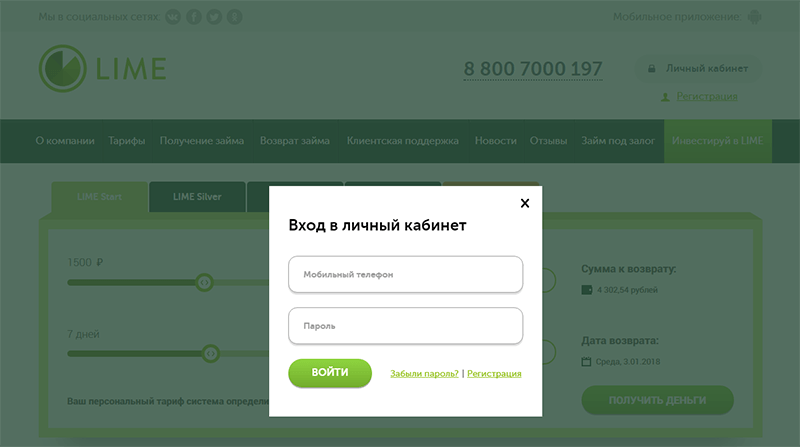 Мы в социальных сетях:
Мобильное приложение:
LIME
8 800 7000 197
Личный кабинет
Регистрация
О компании Тарифы Получение займа Возврат займа Клиентская поддержка Новости Отзывы Займ под залог Инвестируй в LIME
LIME Start LIME Silver
Вход в личный кабинет
Мобильный телефон
Пароль
ВОЙТИ Забыли пароль? | Регистрация
1500 ₽
7 дней
Ваш персональный тариф система
Сумма к возврату:
4 302,54 рублей
Дата возврата:
Среда, 3.01.2018
ПОЛУЧИТЬ ДЕНЬГИ